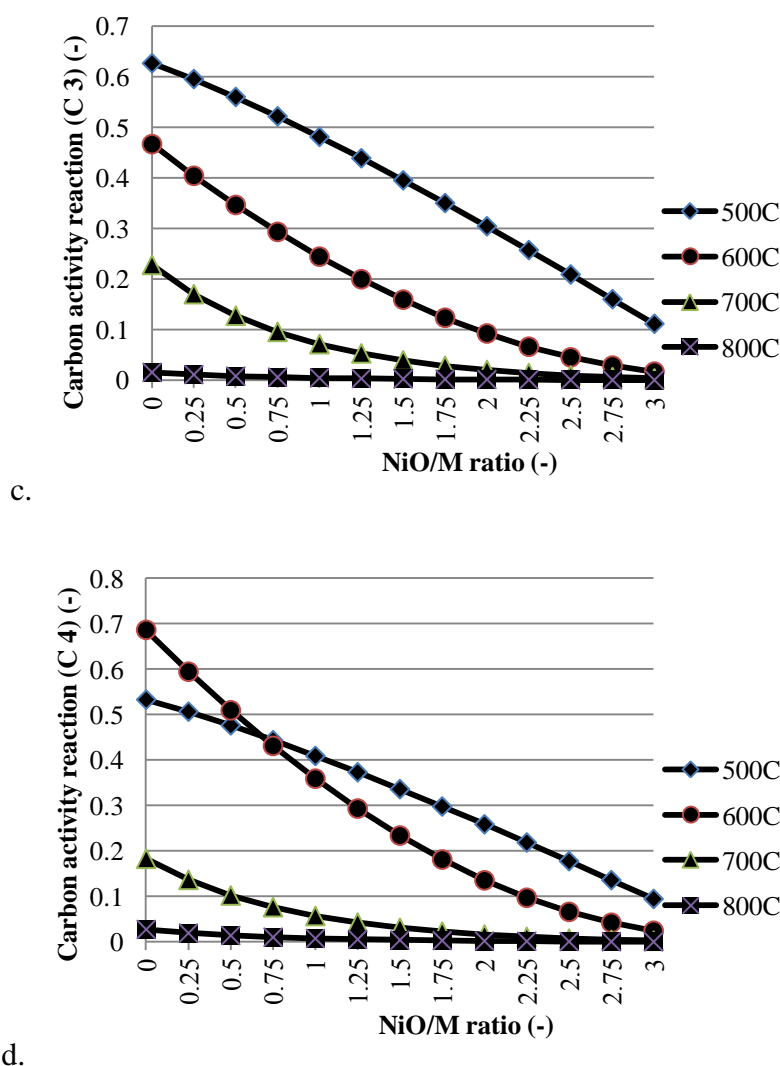 Carbon activity reaction (C 3) (-)
0.7
0.6
0.5
0.4
0.3
0.2
0.1
0
0 0.25 0.5 0.75 1 1.25 1.5 1.75 2 2.25 2.5 2.75 3
NiO/M ratio (-)
500C
600C
700C
800C
c.
Carbon activity reaction (C 4) (-)
0.8
0.7
0.6
0.5
0.4
0.3
0.2
0.1
0
0 0.25 0.5 0.75 1 1.25 1.5 1.75 2 2.25 2.5 2.75 3
NiO/M ratio (-)
500C
600C
700C
800C
d.